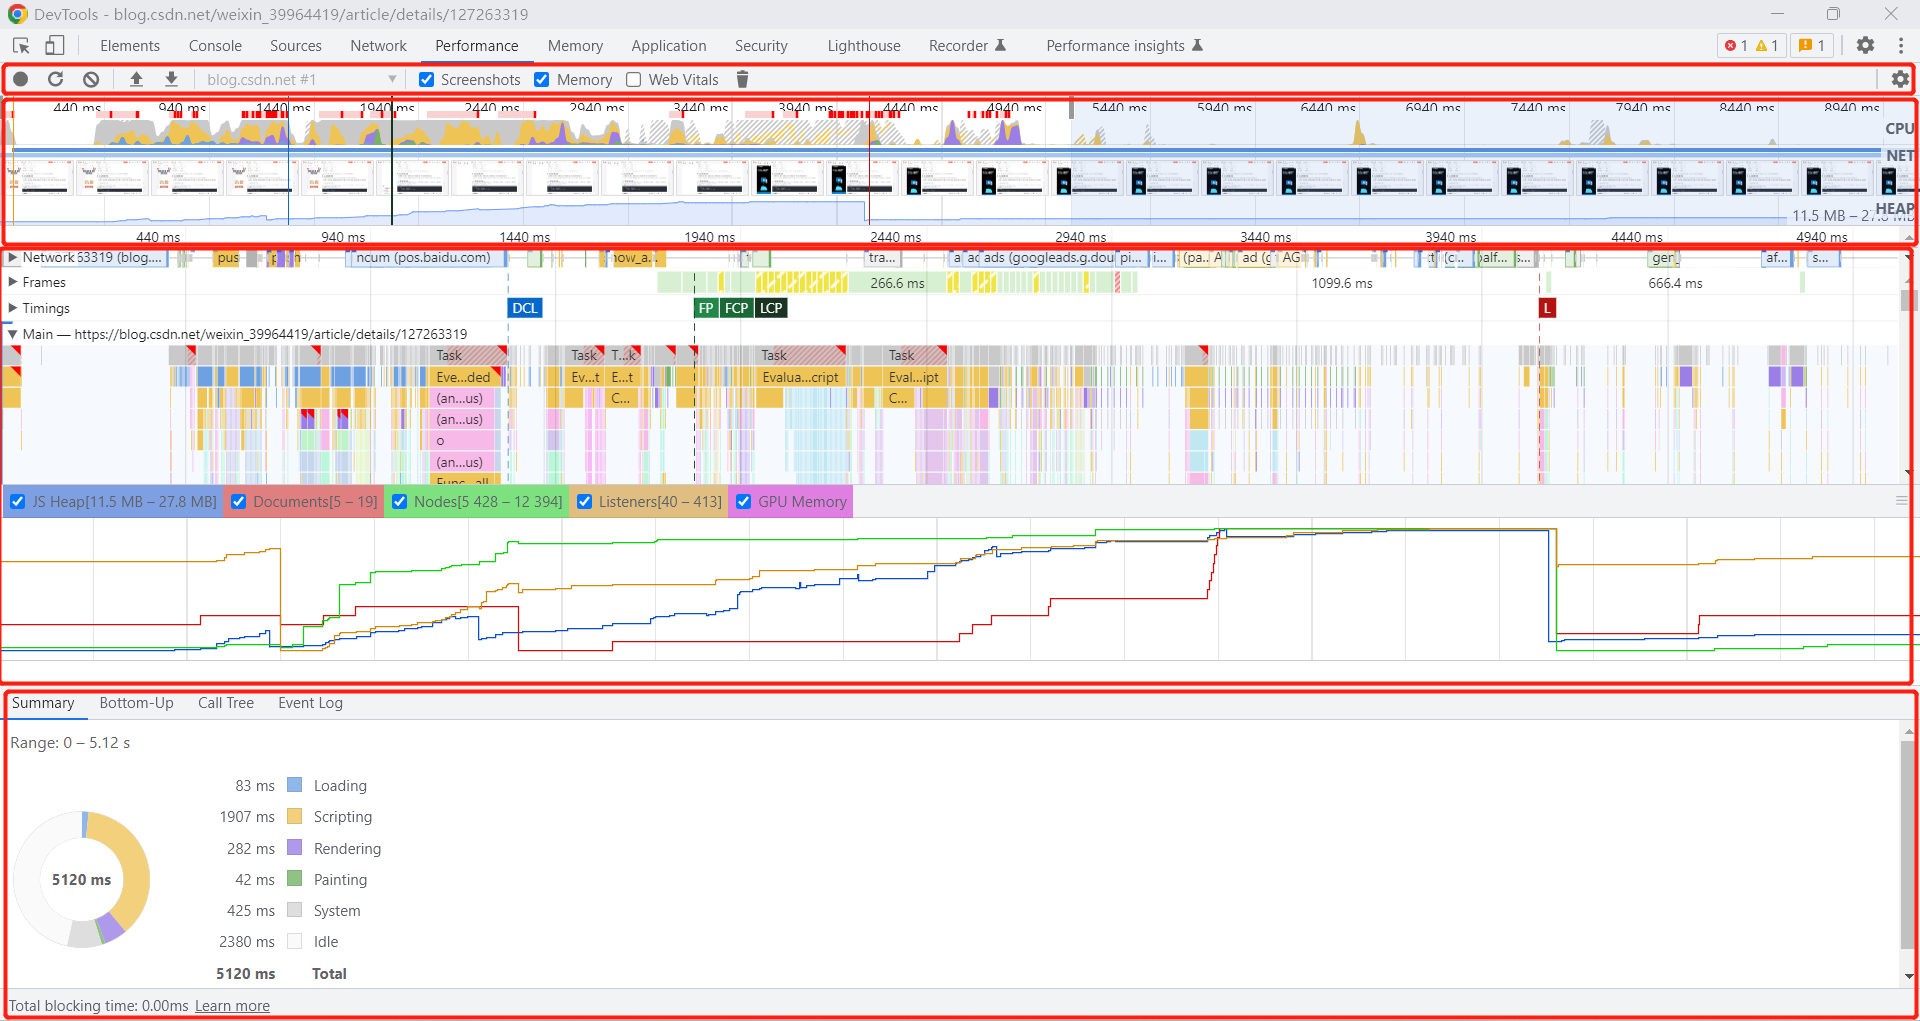 DevTools - blog.csdn.net/weixin_39964419/article/details/127263319
Elements Console Sources Network Performance Memory Application Security Lighthouse Recorder Performance insights 1 1 1
blog.csdn.net #1 Screenshots Memory Web Vitals
440 ms 940 ms 1440 ms 1940 ms 2440 ms 2940 ms 3440 ms 3940 ms 4440 ms 4940 ms 5440 ms 5940 ms 6440 ms 6940 ms 7440 ms 7940 ms 8440 ms 8940 ms
CPU
NET
HEAP
11.5 MB – 27.8 MB
440 ms 940 ms 1440 ms 1940 ms 2440 ms 2940 ms 3440 ms 3940 ms 4440 ms 4940 ms
Network 63319 (blog.... pus ncum (pos.baidu.com) tra... ads (googleads.g.dou pi... i... (pa... A ad (g AG (c... s... gen af... s...
Frames 266.6 ms 1099.6 ms 666.4 ms
Timings DCL FP FCP LCP L
Main — https://blog.csdn.net/weixin_39964419/article/details/127263319
Task Task T...k Task Task
Eve...ded Ev...t E...t Evalua...cript Eval...ipt
(an...us) C... C...
(an...us)
o
(an...us)
Func...all
JS Heap[11.5 MB – 27.8 MB] Documents[5 – 19] Nodes[5 428 – 12 394] Listeners[40 – 413] GPU Memory
Summary Bottom-Up Call Tree Event Log
Range: 0 – 5.12 s
83 ms Loading
1907 ms Scripting
282 ms Rendering
5120 ms
42 ms Painting
425 ms System
2380 ms Idle
5120 ms Total
Total blocking time: 0.00ms Learn more